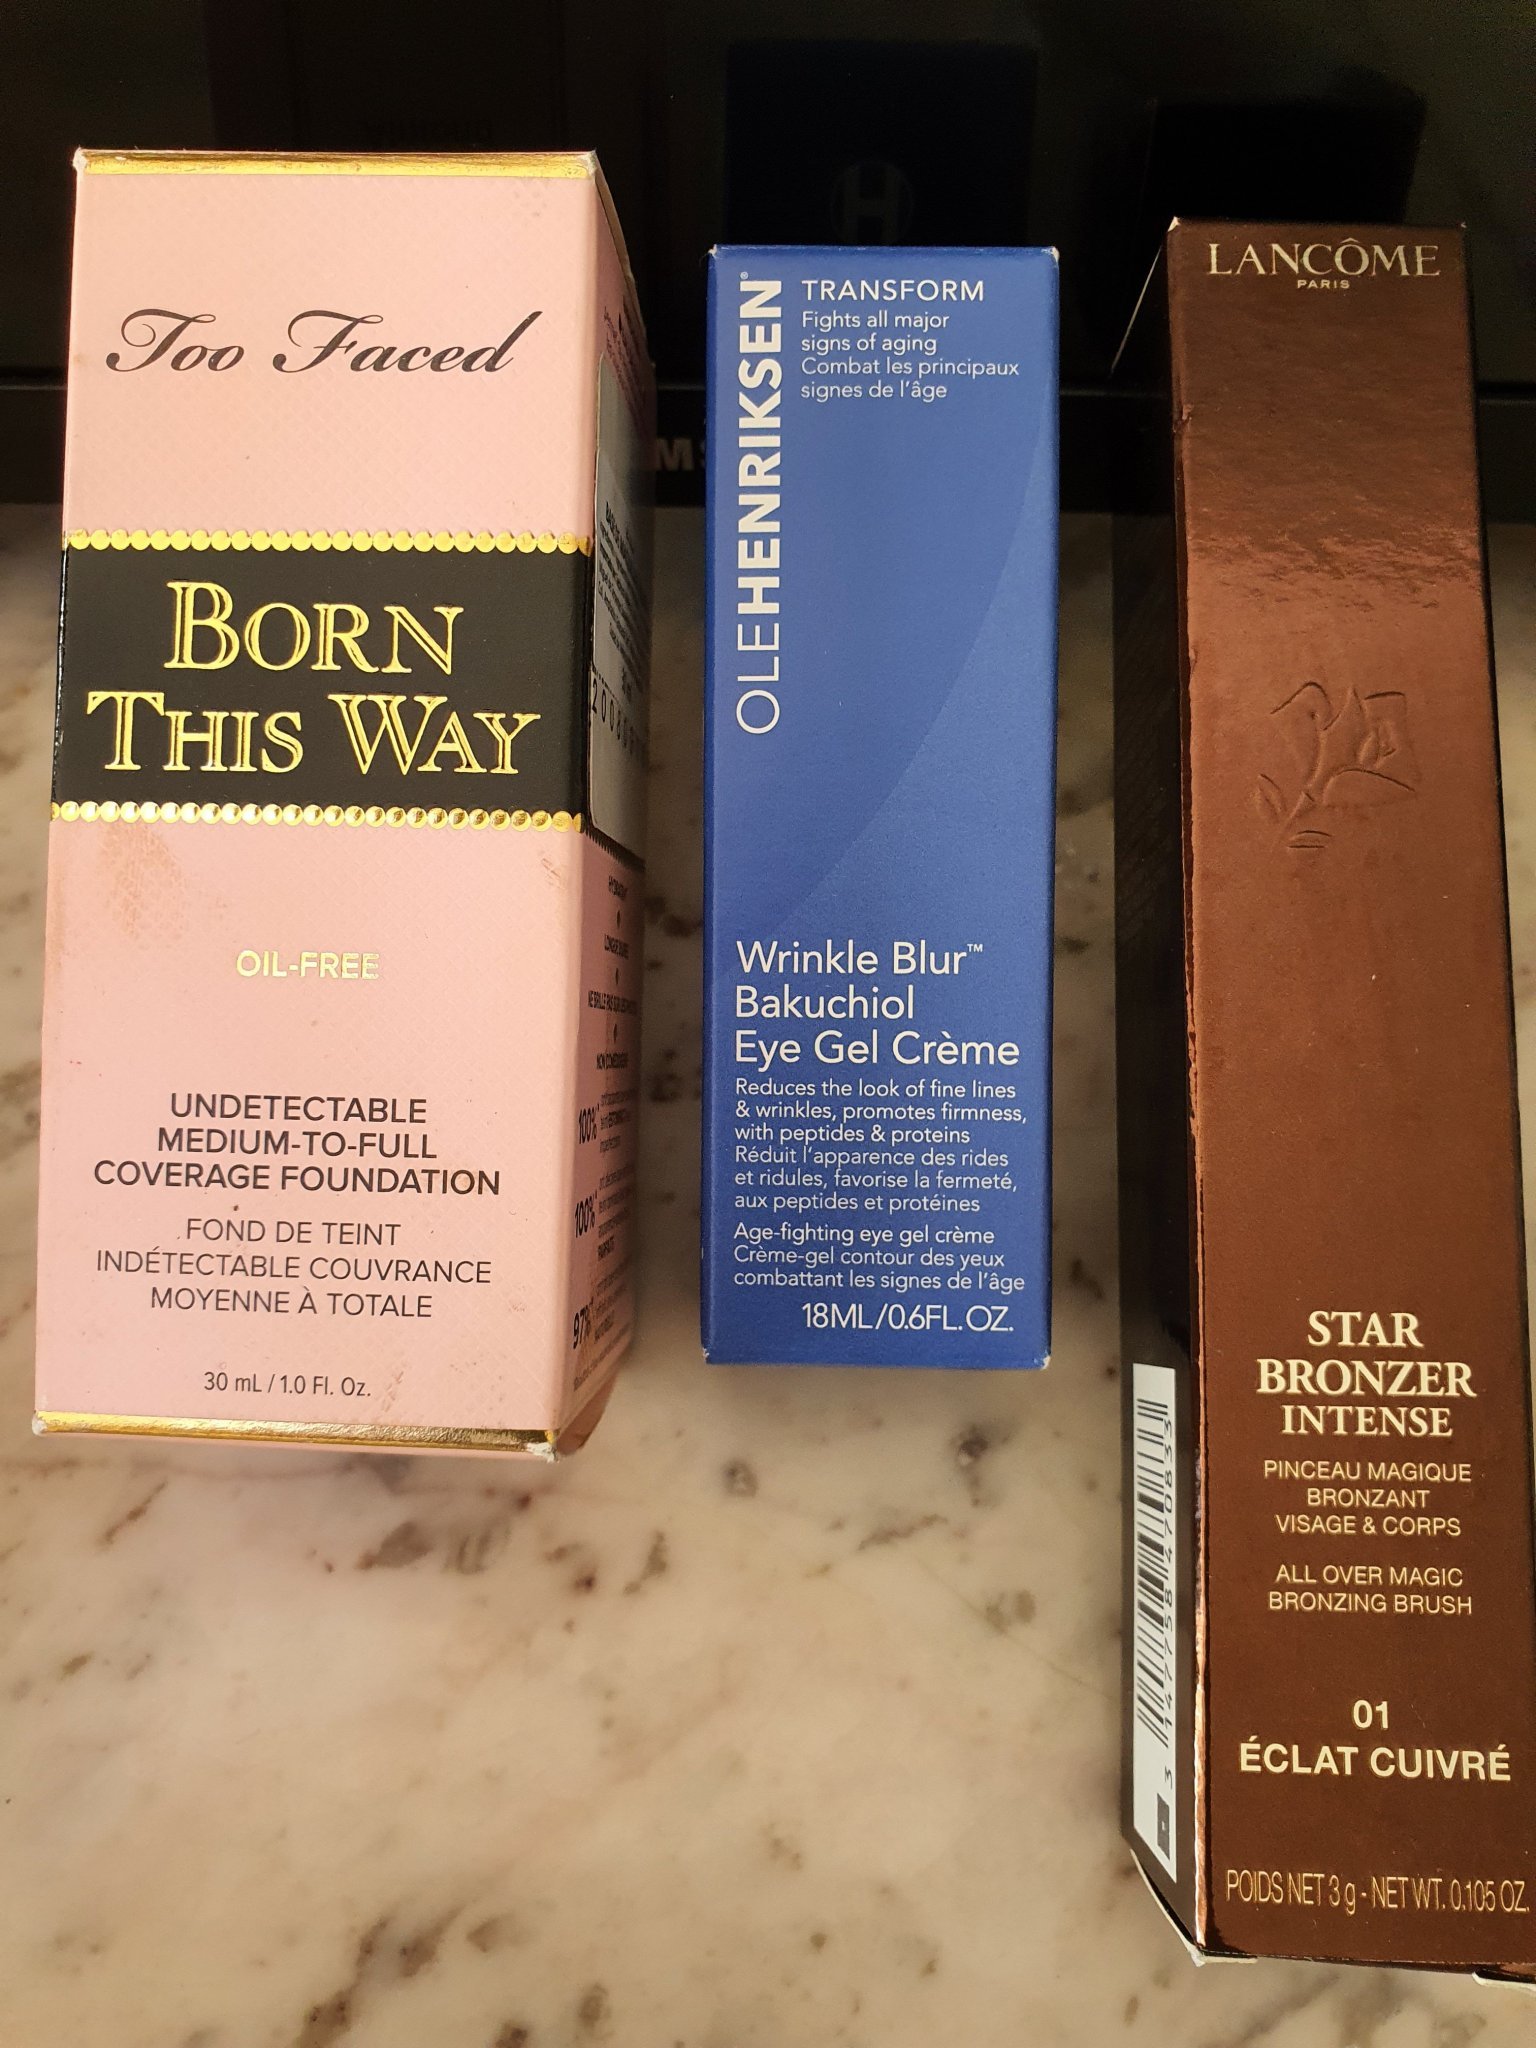 Too Faced
BORN
THIS WAY
OIL-FREE
UNDETECTABLE
MEDIUM-TO-FULL
COVERAGE FOUNDATION
FOND DE TEINT
INDÉTECTABLE COUVRANCE
MOYENNE À TOTALE
30 mL / 1.0 Fl. Oz.
100%
100%
97%
OLEHENRIKSEN®
TRANSFORM
Fights all major
signs of aging
Combat les principaux
signes de l'âge
Wrinkle Blur™
Bakuchiol
Eye Gel Crème
Reduces the look of fine lines
& wrinkles, promotes firmness,
with peptides & proteins
Réduit l'apparence des rides
et ridules, favorise la fermeté,
aux peptides et protéines
Age-fighting eye gel crème
Crème-gel contour des yeux
combattant les signes de l'âge
18ML/0.6FL.OZ.
LANCÔME
PARIS
STAR
BRONZER
INTENSE
PINCEAU MAGIQUE
BRONZANT
VISAGE & CORPS
ALL OVER MAGIC
BRONZING BRUSH
01
ÉCLAT CUIVRÉ
POIDS NET 3 g - NET WT. 0.105 OZ.
3 147758 470833